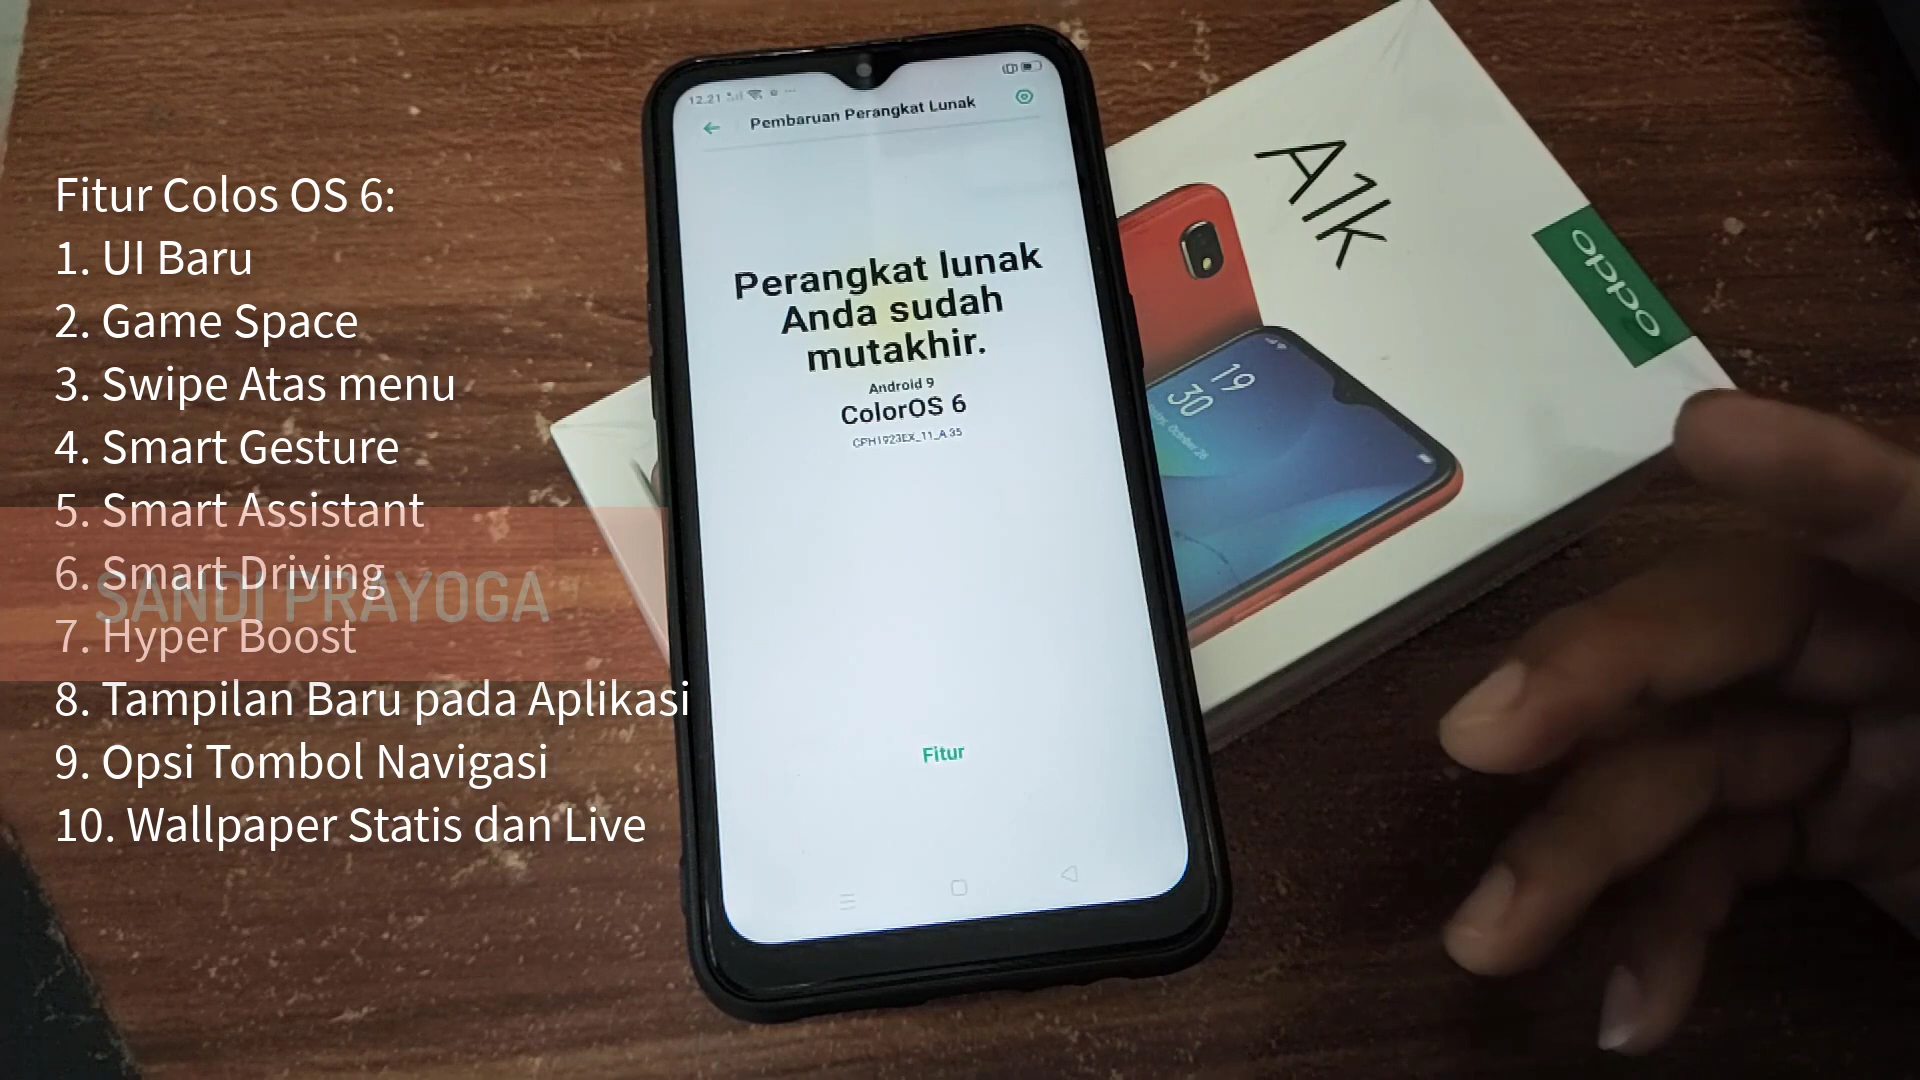 Fitur Colos OS 6:
1. UI Baru
2. Game Space
3. Swipe Atas menu
4. Smart Gesture
5. Smart Assistant
6. Smart Driving
SANDI PRAYOGA
7. Hyper Boost
8. Tampilan Baru pada Aplikasi
9. Opsi Tombol Navigasi
10. Wallpaper Statis dan Live
12.21
Pembaruan Perangkat Lunak
Perangkat lunak
Anda sudah
mutakhir.
Android 9
ColorOS 6
CPH1923EX_11_A.35
Fitur
A1k
oppo
19
30